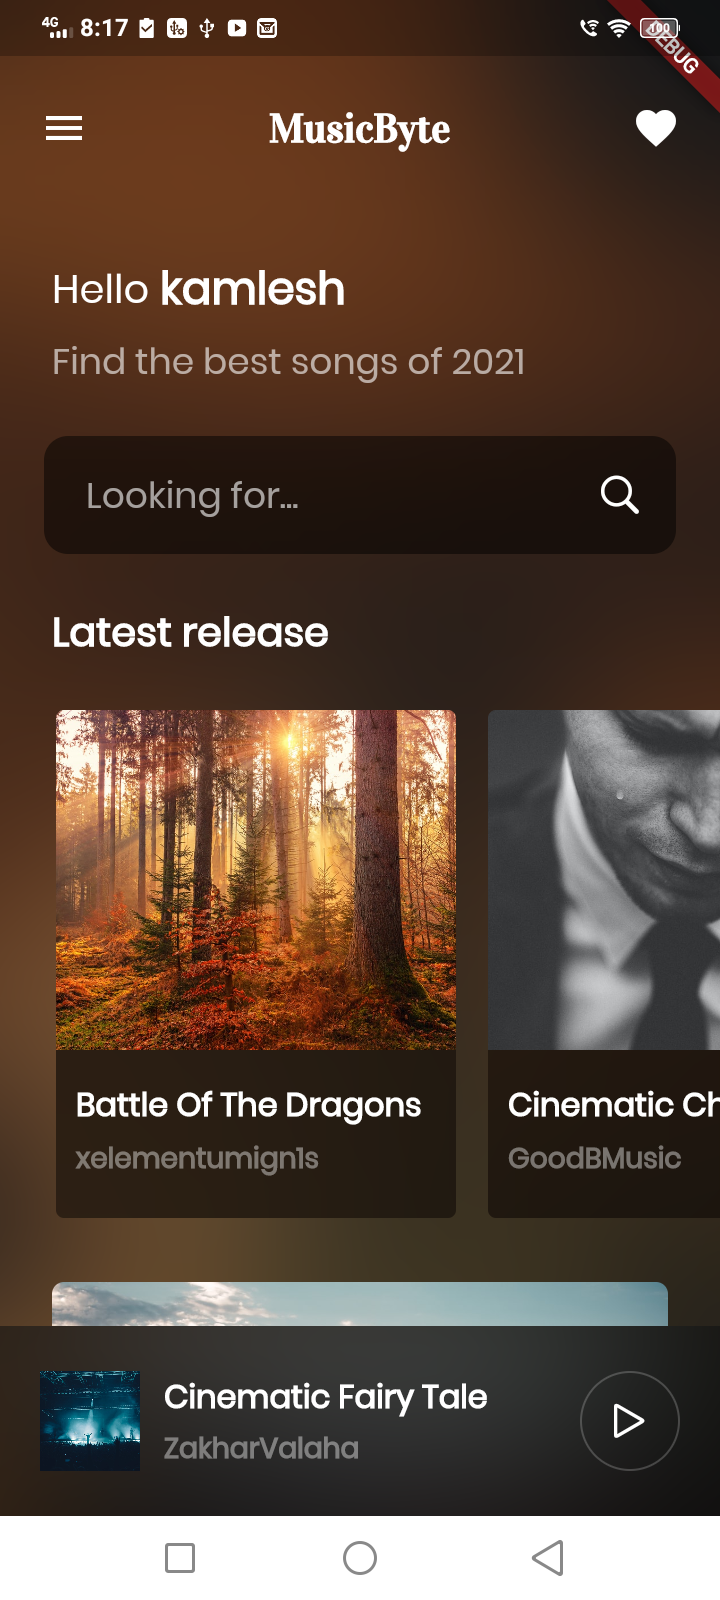 4G 8:17 100
DEBUG
MusicByte
Hello kamlesh
Find the best songs of 2021
Looking for...
Latest release
Battle Of The Dragons
xelementumign1s
Cinematic Ch
GoodBMusic
Cinematic Fairy Tale
ZakharValaha